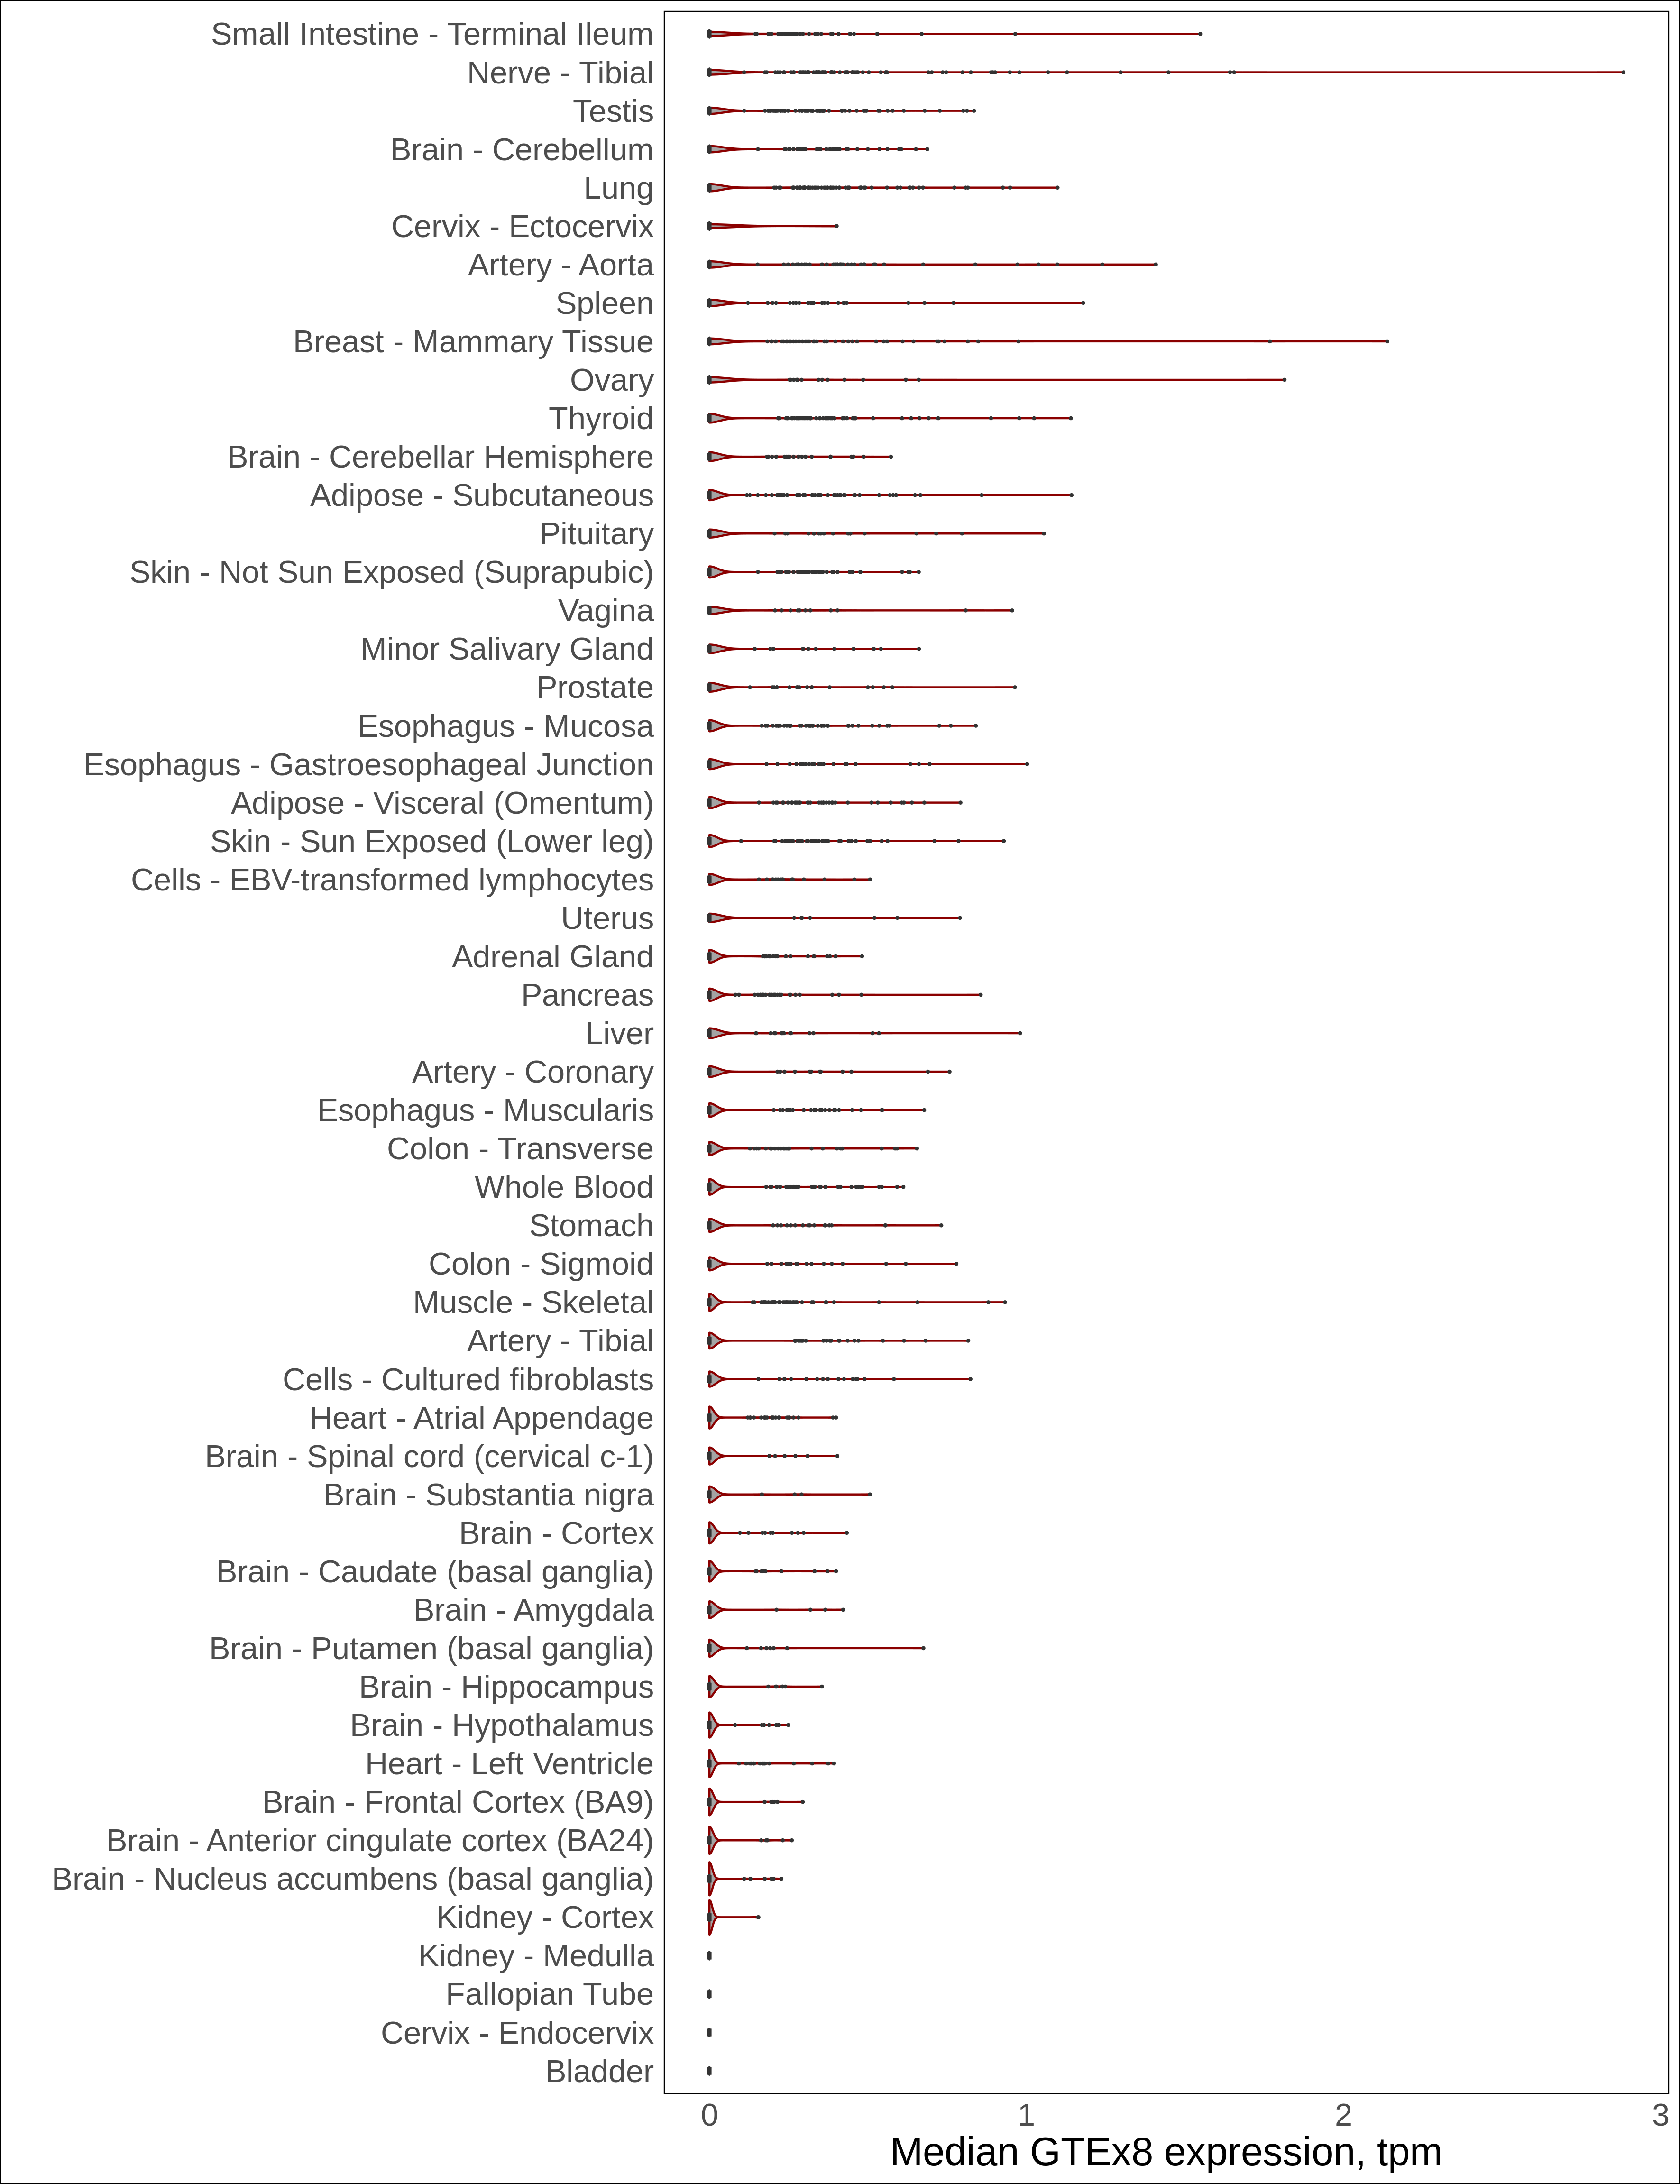 Small Intestine - Terminal Ileum
Nerve - Tibial
Testis
Brain - Cerebellum
Lung
Cervix - Ectocervix
Artery - Aorta
Spleen
Breast - Mammary Tissue
Ovary
Thyroid
Brain - Cerebellar Hemisphere
Adipose - Subcutaneous
Pituitary
Skin - Not Sun Exposed (Suprapubic)
Vagina
Minor Salivary Gland
Prostate
Esophagus - Mucosa
Esophagus - Gastroesophageal Junction
Adipose - Visceral (Omentum)
Skin - Sun Exposed (Lower leg)
Cells - EBV-transformed lymphocytes
Uterus
Adrenal Gland
Pancreas
Liver
Artery - Coronary
Esophagus - Muscularis
Colon - Transverse
Whole Blood
Stomach
Colon - Sigmoid
Muscle - Skeletal
Artery - Tibial
Cells - Cultured fibroblasts
Heart - Atrial Appendage
Brain - Spinal cord (cervical c-1)
Brain - Substantia nigra
Brain - Cortex
Brain - Caudate (basal ganglia)
Brain - Amygdala
Brain - Putamen (basal ganglia)
Brain - Hippocampus
Brain - Hypothalamus
Heart - Left Ventricle
Brain - Frontal Cortex (BA9)
Brain - Anterior cingulate cortex (BA24)
Brain - Nucleus accumbens (basal ganglia)
Kidney - Cortex
Kidney - Medulla
Fallopian Tube
Cervix - Endocervix
Bladder
0 1 2 3
Median GTEx8 expression, tpm